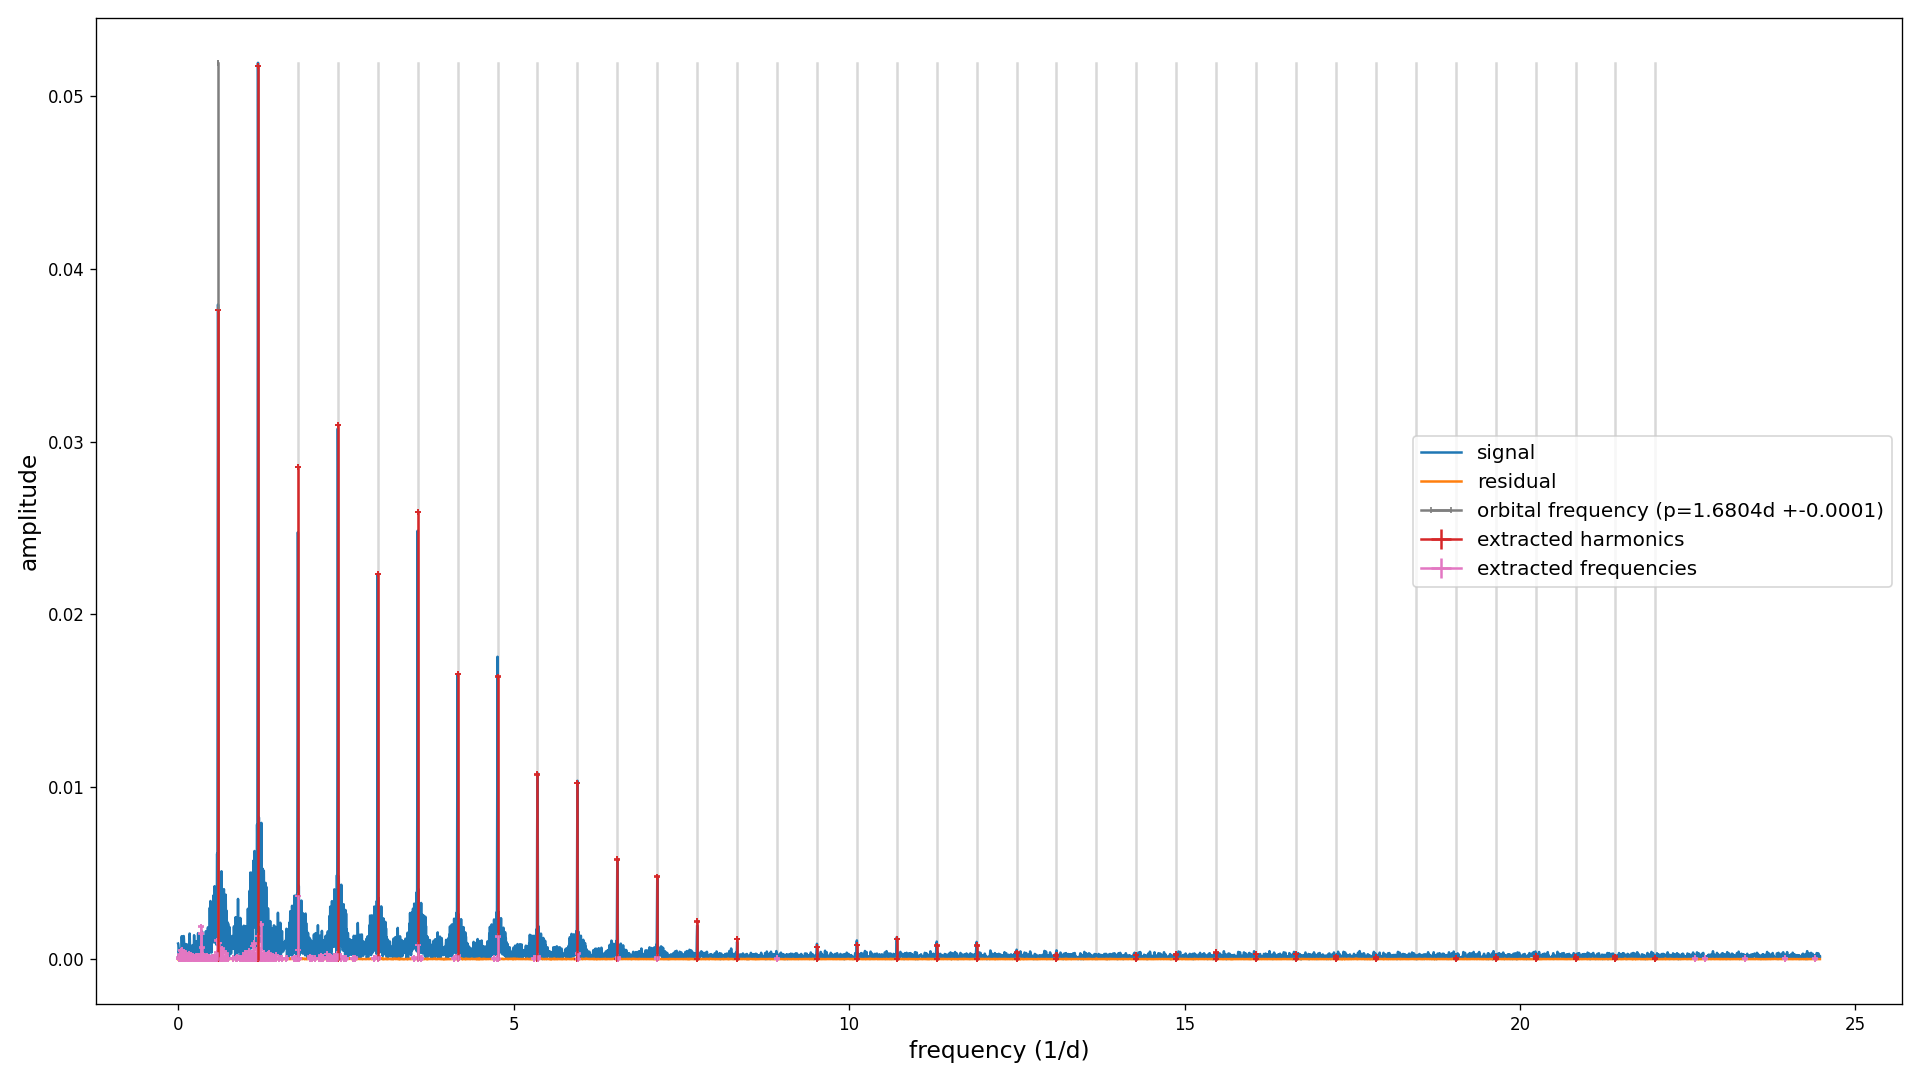 0.05
0.04
0.03
0.02
0.01
0.00
amplitude
signal
residual
orbital frequency (p=1.6804d +-0.0001)
extracted harmonics
extracted frequencies
0
5
10
15
20
25
frequency (1/d)